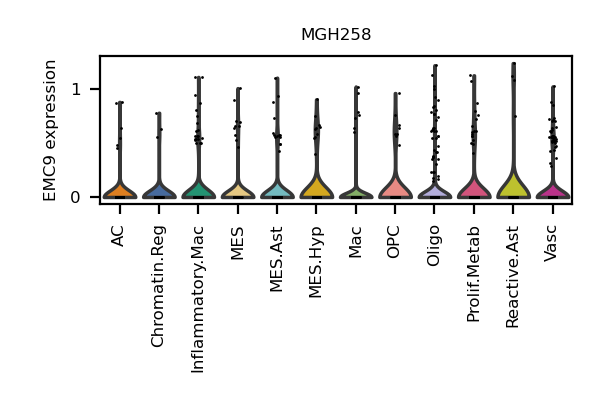 MGH258
EMC9 expression
1
0
AC
Chromatin.Reg
Inflammatory.Mac
MES
MES.Ast
MES.Hyp
Mac
OPC
Oligo
Prolif.Metab
Reactive.Ast
Vasc